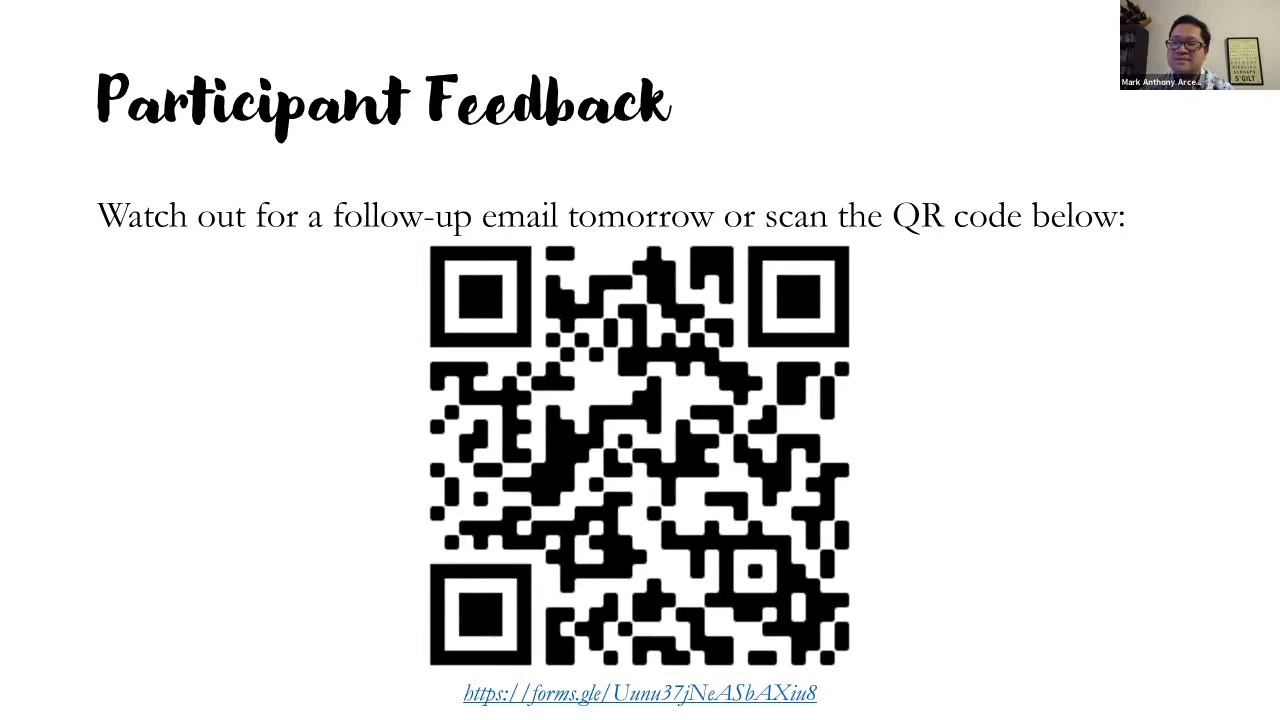 Participant Feedback
Mark Anthony Arce...
Watch out for a follow-up email tomorrow or scan the QR code below:
https://forms.gle/Uunu37jNeASbAXiu8